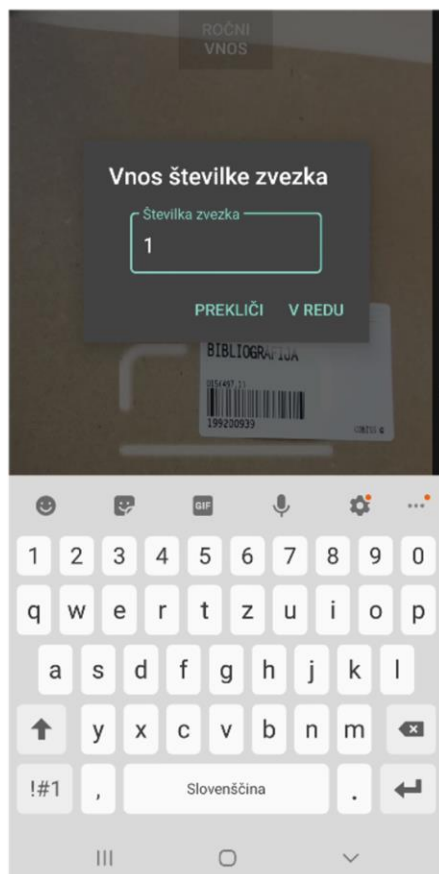 ROČNI
VNOS
Vnos številke zvezka
Številka zvezka
1
PREKLIČI V REDU
BIBLIOGRAFIJA
199200939
GIF
1 2 3 4 5 6 7 8 9 0
q w e r t z u i o p
a s d f g h j k l
y x c v b n m
!#1 , Slovenščina .